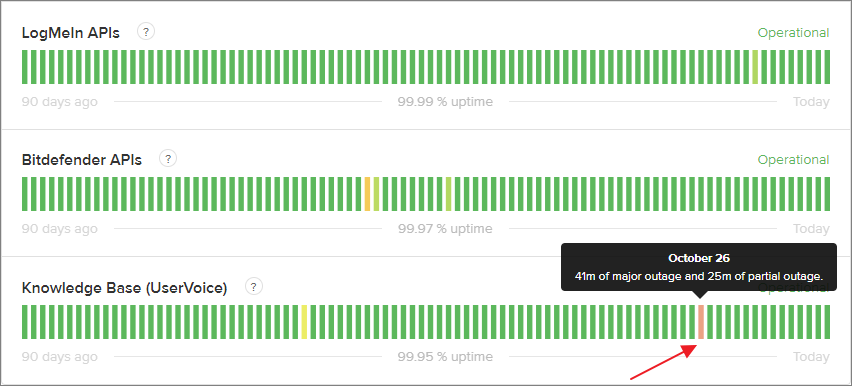 LogMeIn APIs ? Operational
90 days ago 99.99 % uptime Today
Bitdefender APIs ? Operational
90 days ago 99.97 % uptime Today
October 26
41m of major outage and 25m of partial outage.
Knowledge Base (UserVoice) ? Operational
90 days ago 99.95 % uptime Today